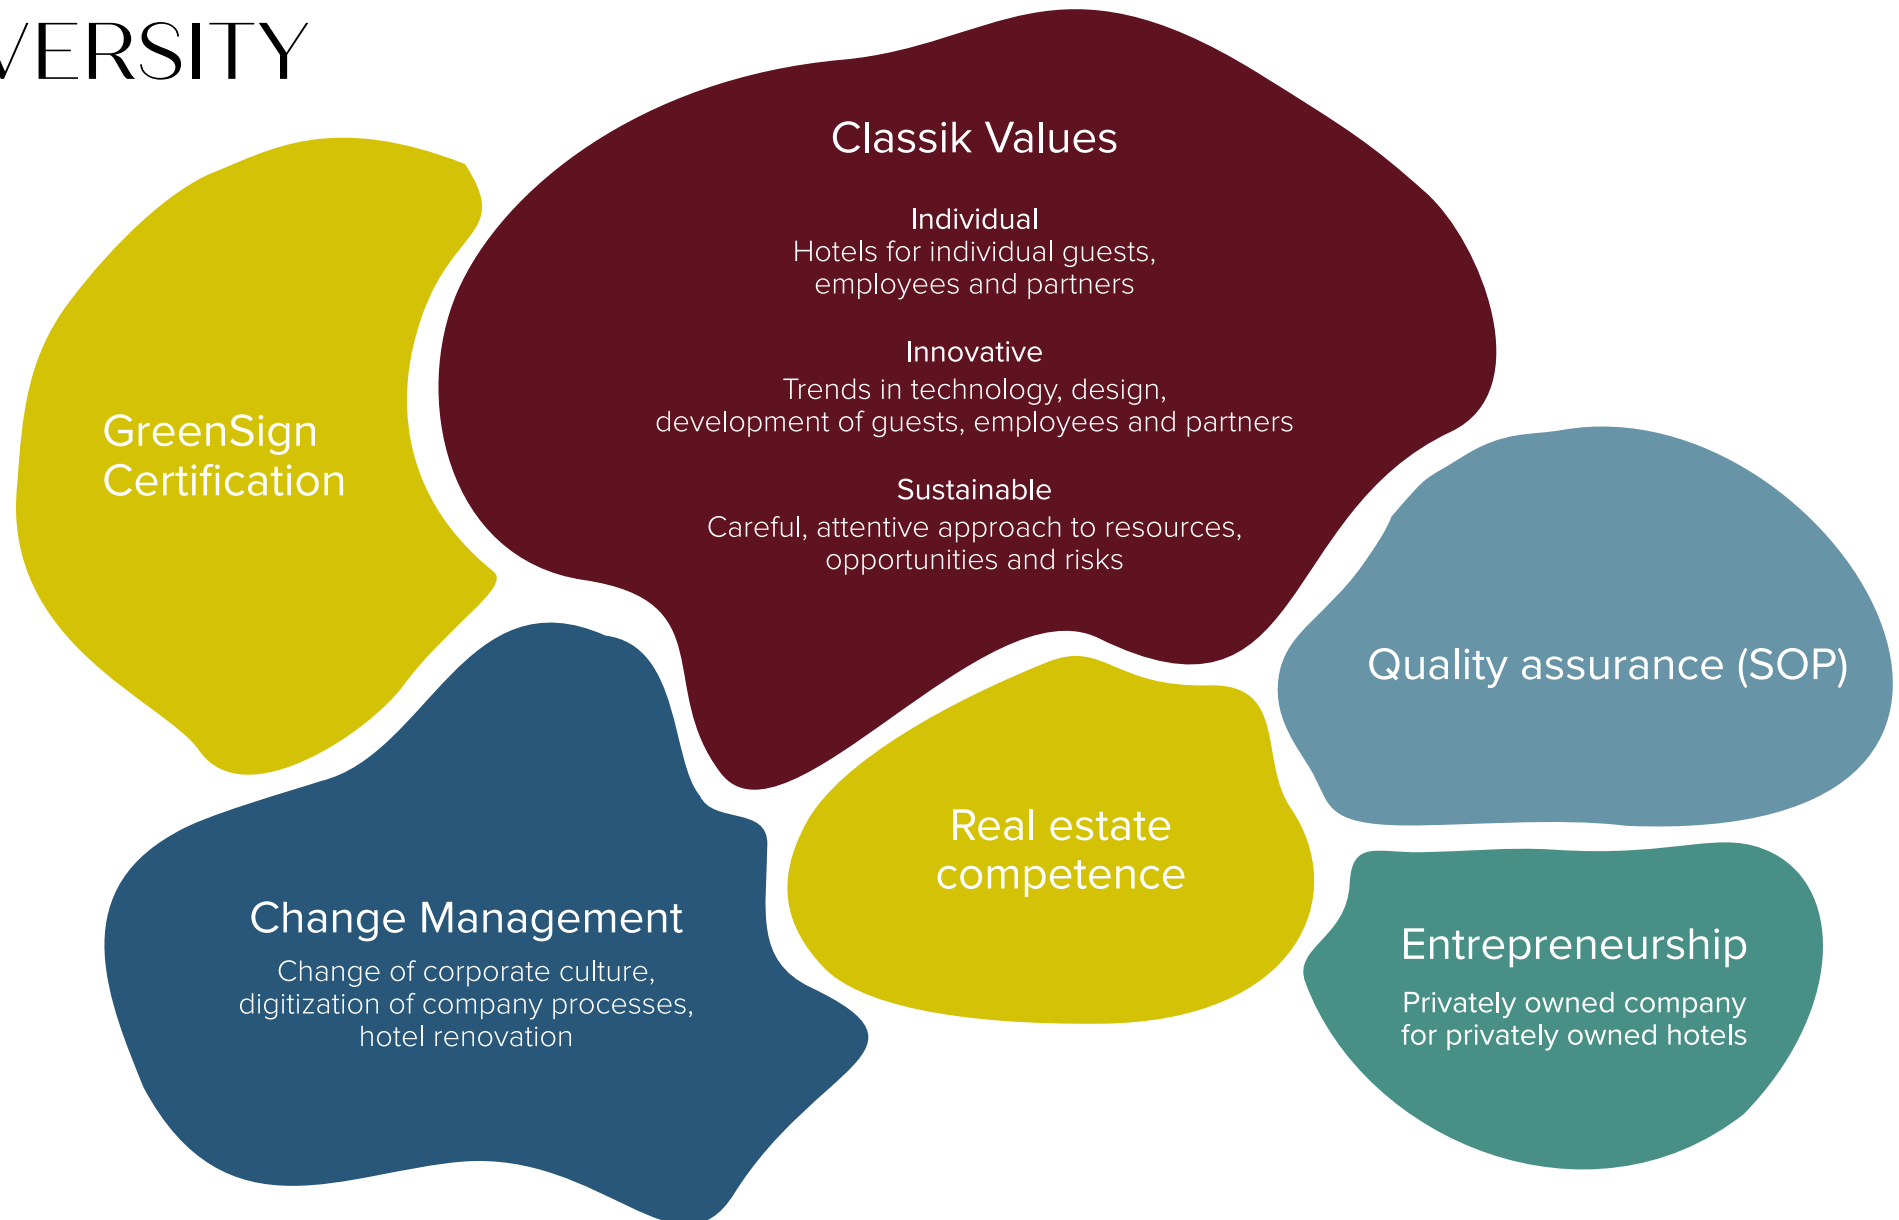 VERSITY
Classik Values
Individual
Hotels for individual guests,
employees and partners
Innovative
Trends in technology, design,
development of guests, employees and partners
Sustainable
Careful, attentive approach to resources,
opportunities and risks
GreenSign
Certification
Quality assurance (SOP)
Real estate
competence
Change Management
Change of corporate culture,
digitization of company processes,
hotel renovation
Entrepreneurship
Privately owned company
for privately owned hotels